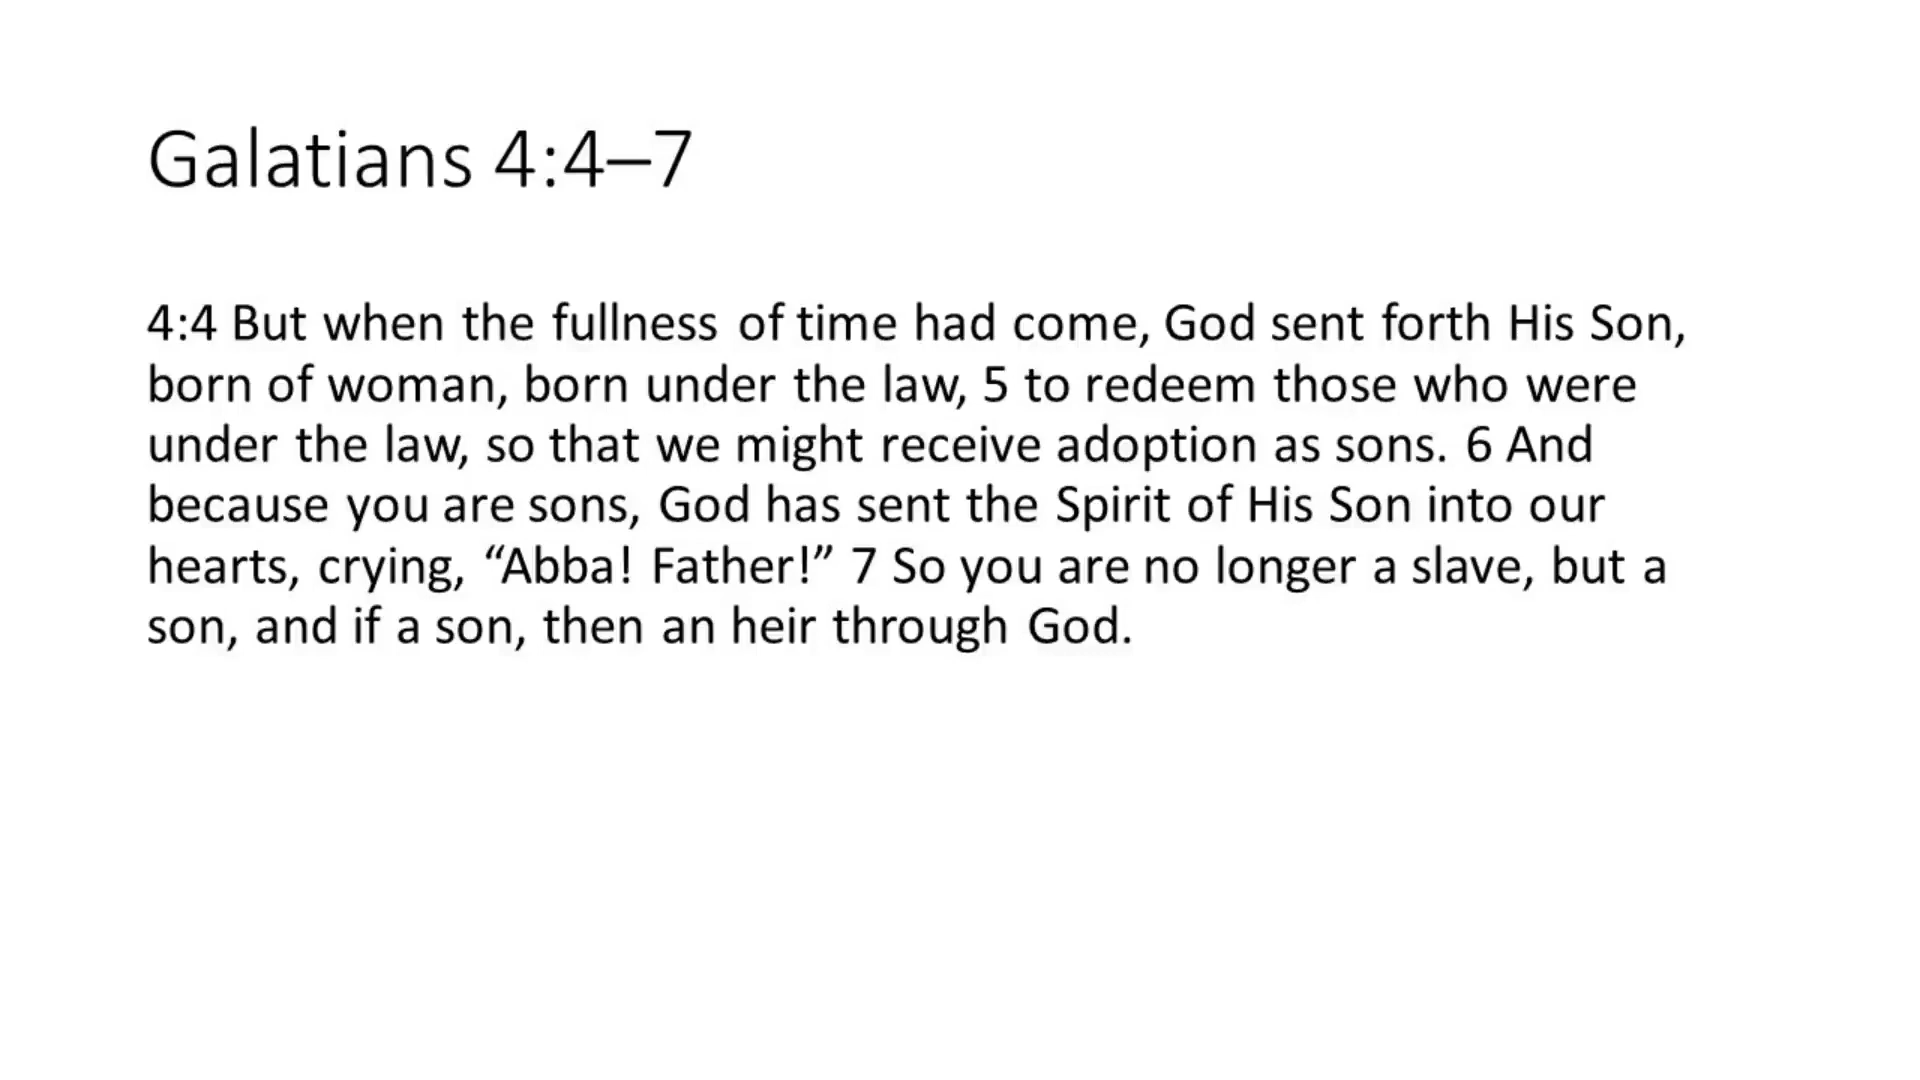 Galatians 4:4–7
4:4 But when the fullness of time had come, God sent forth His Son,
born of woman, born under the law, 5 to redeem those who were
under the law, so that we might receive adoption as sons. 6 And
because you are sons, God has sent the Spirit of His Son into our
hearts, crying, “Abba! Father!” 7 So you are no longer a slave, but a
son, and if a son, then an heir through God.